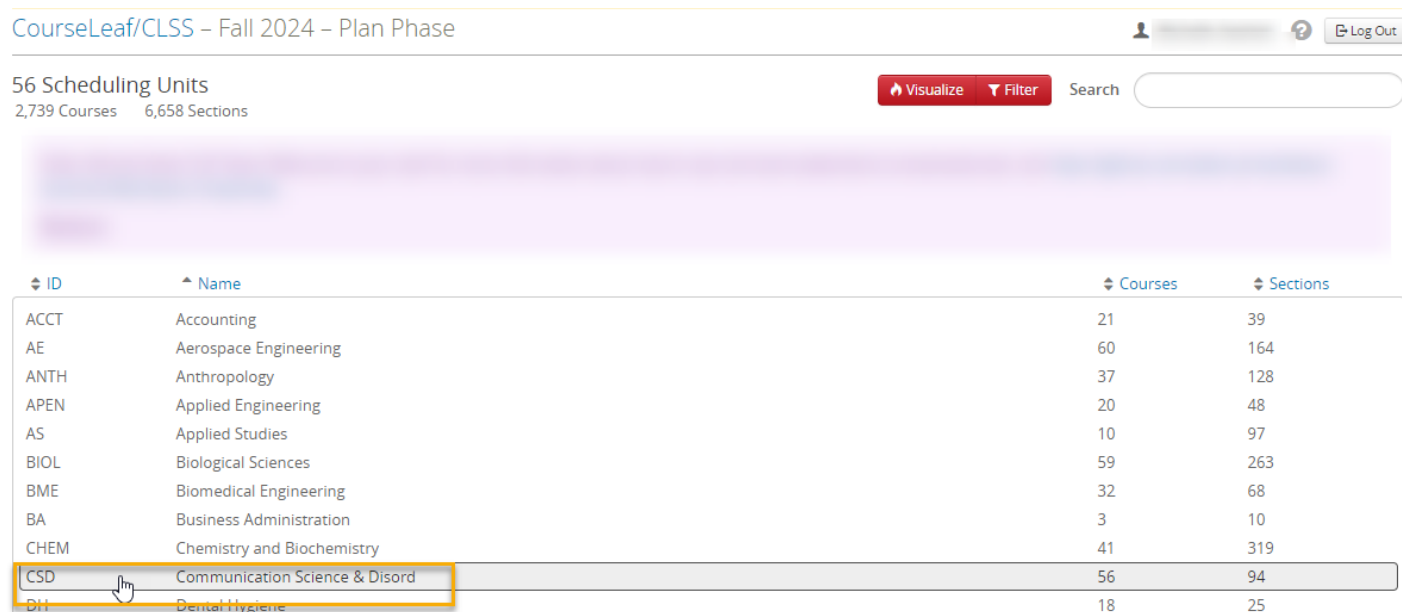 CourseLeaf/CLSS – Fall 2024 – Plan Phase
Log Out
56 Scheduling Units
2,739 Courses 6,658 Sections
Visualize Filter Search
ID Name Courses Sections
ACCT Accounting 21 39
AE Aerospace Engineering 60 164
ANTH Anthropology 37 128
APEN Applied Engineering 20 48
AS Applied Studies 10 97
BIOL Biological Sciences 59 263
BME Biomedical Engineering 32 68
BA Business Administration 3 10
CHEM Chemistry and Biochemistry 41 319
CSD Communication Science & Disord 56 94
DH Dental Hygiene 18 25